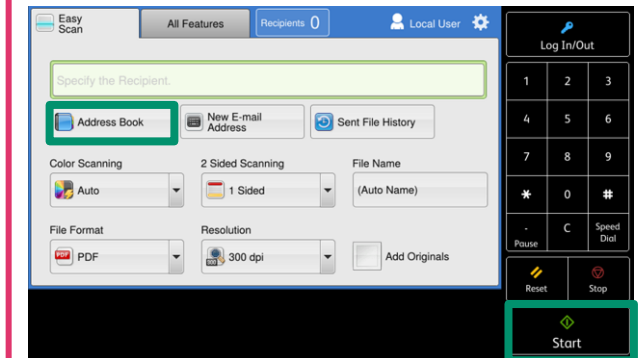 Easy
Scan
All Features
Recipients 0
Local User
Specify the Recipient.
Address Book
New E-mail
Address
Sent File History
Color Scanning
2 Sided Scanning
File Name
Auto
1 Sided
(Auto Name)
File Format
Resolution
PDF
300 dpi
Add Originals
Log In/Out
1 2 3
4 5 6
7 8 9
* 0 #
- C Speed
Pause Dial
Reset Stop
Start